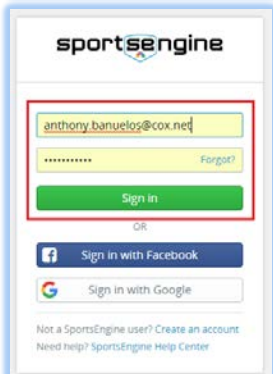 sportsengine
anthony.banuelos@cox.net
•••••••••••
Forgot?
Sign in
OR
Sign in with Facebook
Sign in with Google
Not a SportsEngine user? Create an account
Need help? SportsEngine Help Center